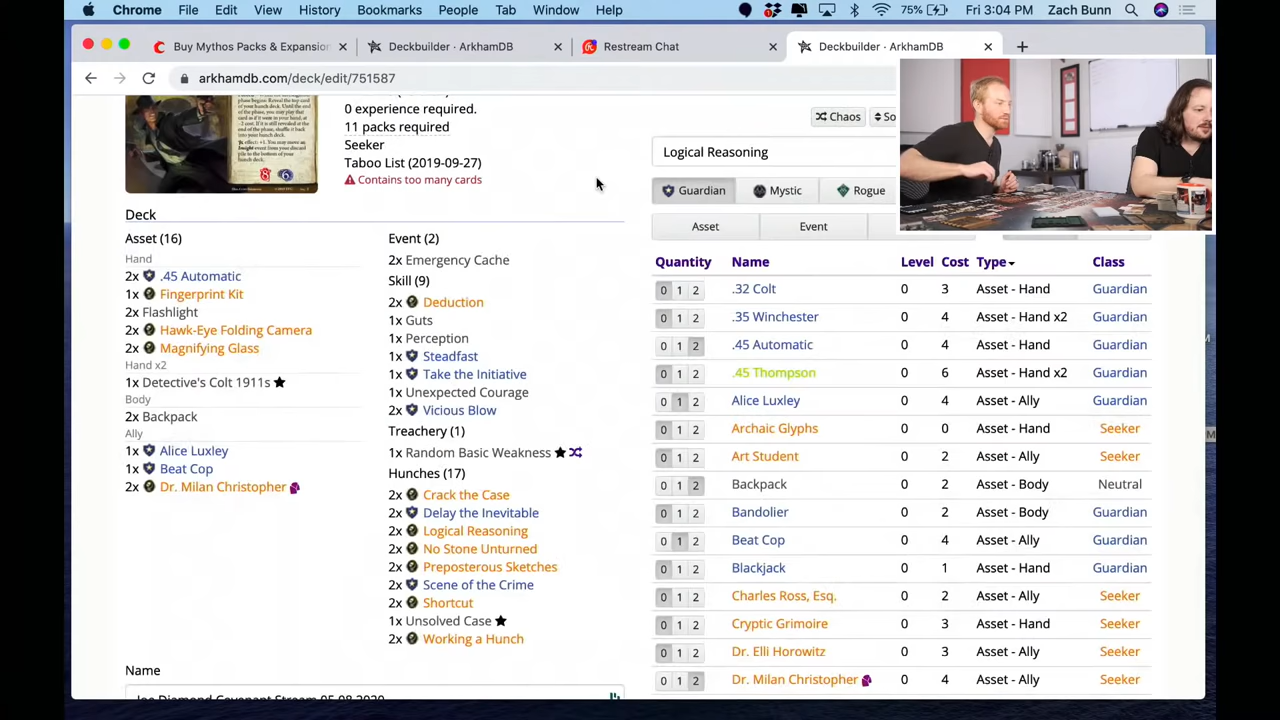 Chrome File Edit View History Bookmarks People Tab Window Help 75% Fri 3:04 PM Zach Bunn
Buy Mythos Packs & Expansion
Deckbuilder · ArkhamDB
Restream Chat
Deckbuilder · ArkhamDB
arkhamdb.com/deck/edit/751587
0 experience required.
11 packs required
Seeker
Taboo List (2019-09-27)
Contains too many cards
Chaos
So
Logical Reasoning
Guardian Mystic Rogue
Asset Event
Deck
Asset (16)
Hand
2x .45 Automatic
1x Fingerprint Kit
2x Flashlight
2x Hawk-Eye Folding Camera
2x Magnifying Glass
Hand x2
1x Detective's Colt 1911s
Body
2x Backpack
Ally
1x Alice Luxley
1x Beat Cop
2x Dr. Milan Christopher
Event (2)
2x Emergency Cache
Skill (9)
2x Deduction
1x Guts
1x Perception
1x Steadfast
1x Take the Initiative
1x Unexpected Courage
2x Vicious Blow
Treachery (1)
1x Random Basic Weakness
Hunches (17)
2x Crack the Case
2x Delay the Inevitable
2x Logical Reasoning
2x No Stone Unturned
2x Preposterous Sketches
2x Scene of the Crime
2x Shortcut
1x Unsolved Case
2x Working a Hunch
Name
Quantity Name Level Cost Type Class
0 1 2 .32 Colt 0 3 Asset - Hand Guardian
0 1 2 .35 Winchester 0 4 Asset - Hand x2 Guardian
0 1 2 .45 Automatic 0 4 Asset - Hand Guardian
0 1 2 .45 Thompson 0 6 Asset - Hand x2 Guardian
0 1 2 Alice Luxley 0 4 Asset - Ally Guardian
0 1 2 Archaic Glyphs 0 0 Asset - Hand Seeker
0 1 2 Art Student 0 2 Asset - Ally Seeker
0 1 2 Backpack 0 2 Asset - Body Neutral
0 1 2 Bandolier 0 2 Asset - Body Guardian
0 1 2 Beat Cop 0 4 Asset - Ally Guardian
0 1 2 Blackjack 0 1 Asset - Hand Guardian
0 1 2 Charles Ross, Esq. 0 2 Asset - Ally Seeker
0 1 2 Cryptic Grimoire 0 3 Asset - Hand Seeker
0 1 2 Dr. Elli Horowitz 0 3 Asset - Ally Seeker
0 1 2 Dr. Milan Christopher 0 4 Asset - Ally Seeker